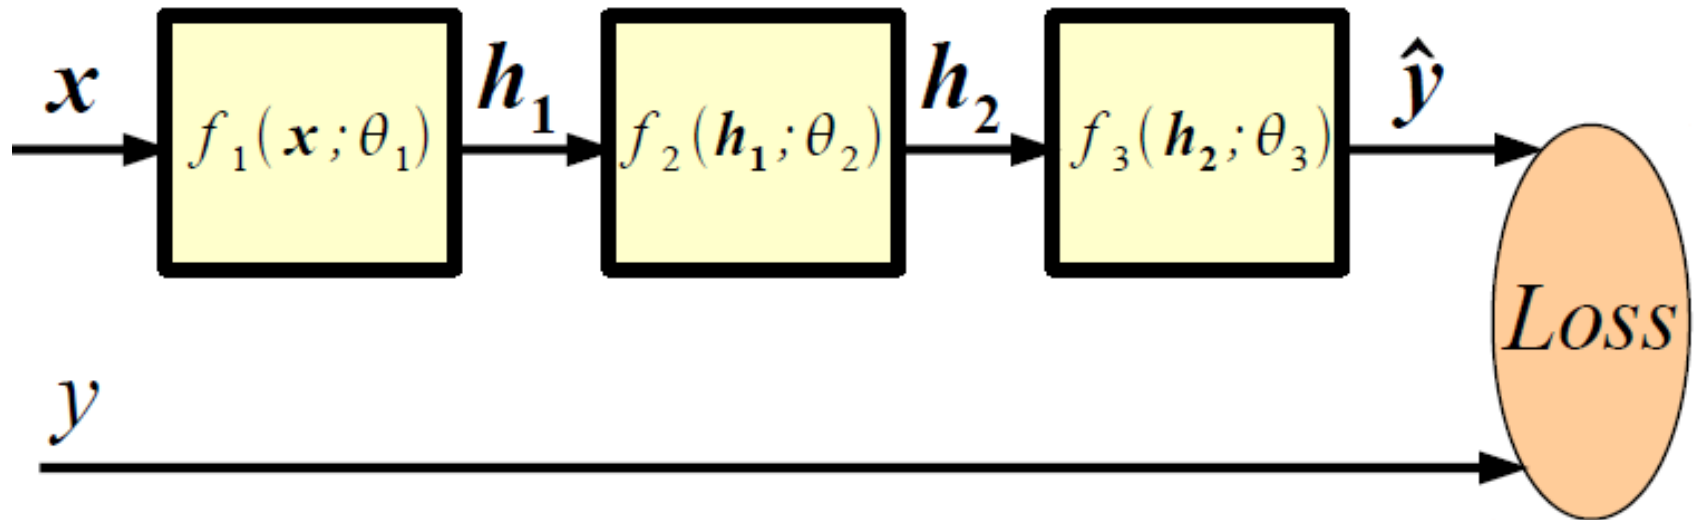 x h₁ h₂ ŷ
f₁(x;θ₁) f₂(h₁;θ₂) f₃(h₂;θ₃)
Loss
y